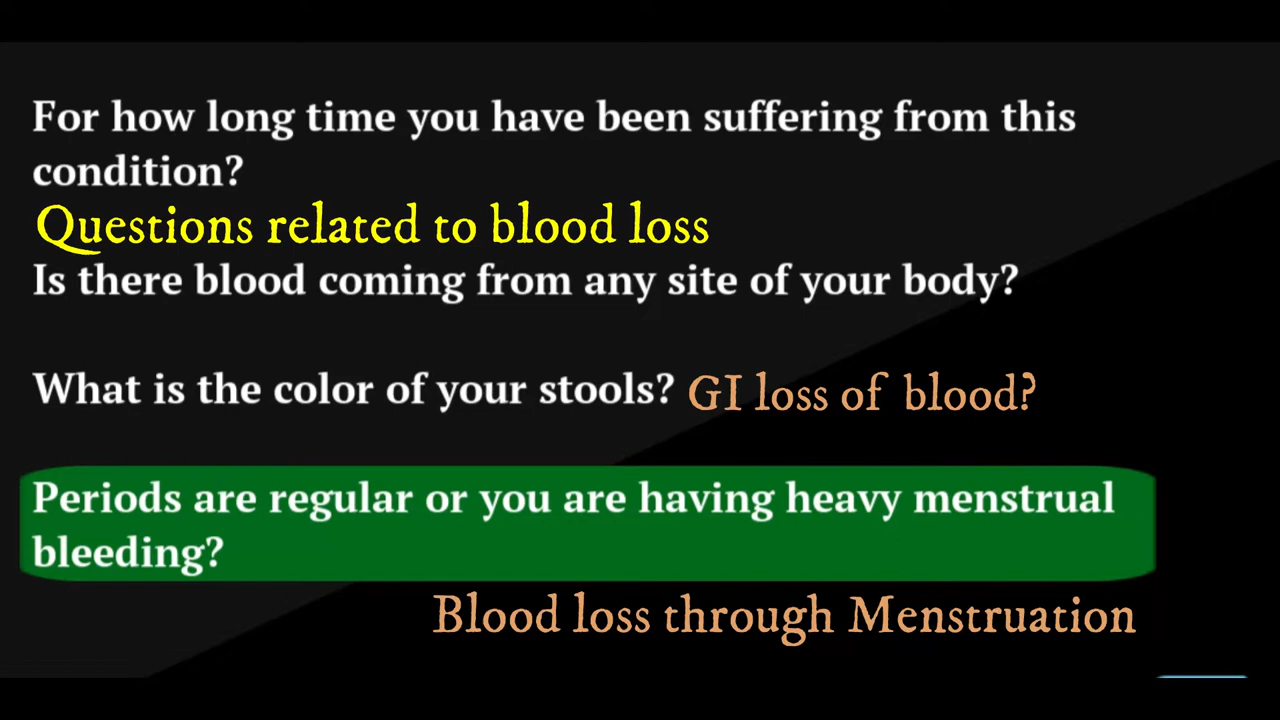 For how long time you have been suffering from this
condition?
Questions related to blood loss
Is there blood coming from any site of your body?
What is the color of your stools? GI loss of blood?
Periods are regular or you are having heavy menstrual
bleeding?
Blood loss through Menstruation